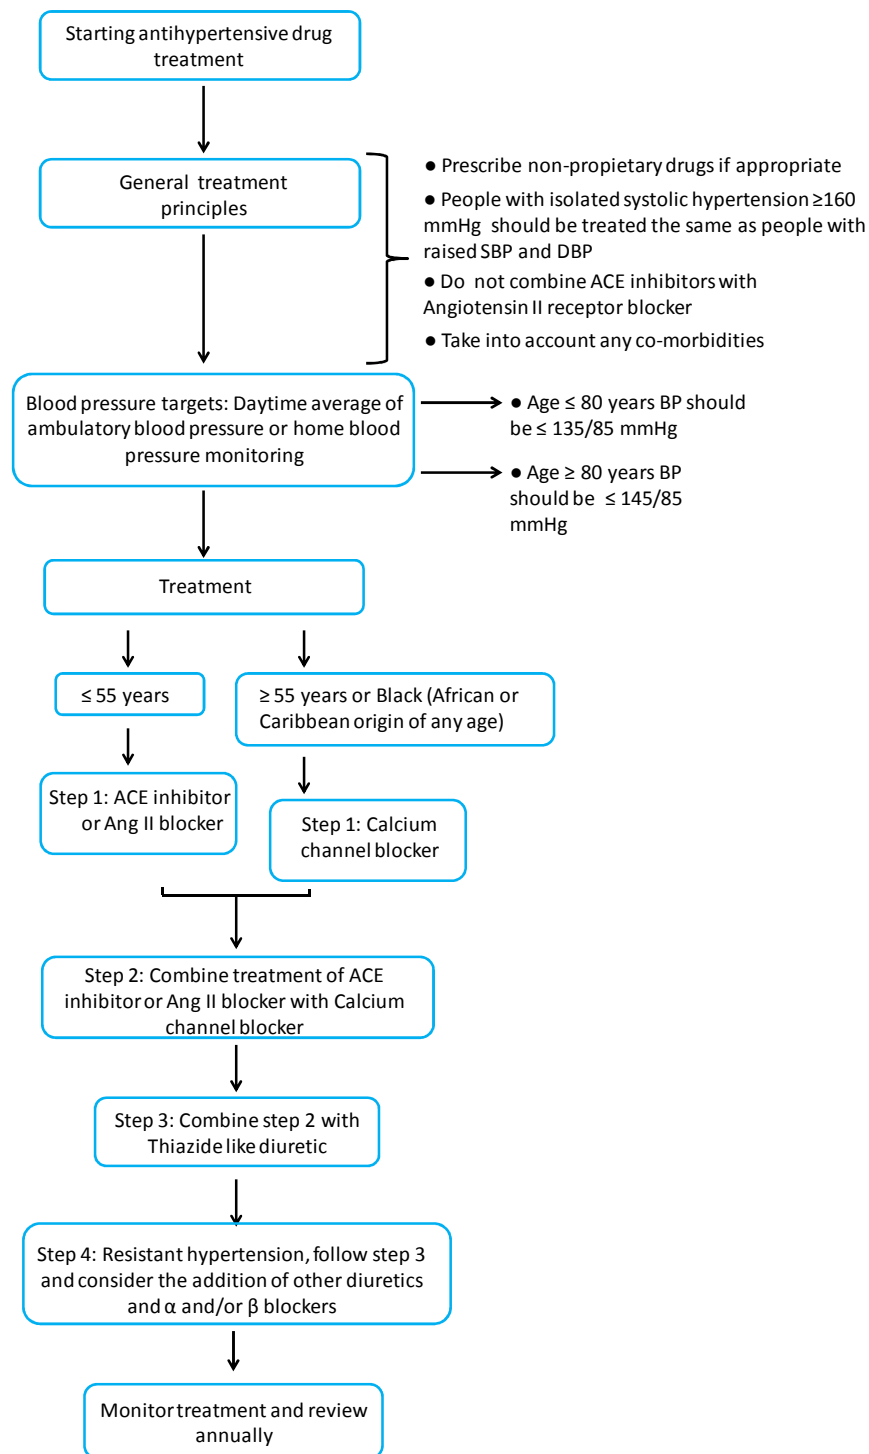 Starting antihypertensive drug
treatment
General treatment
principles
● Prescribe non-propietary drugs if appropriate
● People with isolated systolic hypertension ≥160
mmHg should be treated the same as people with
raised SBP and DBP
● Do not combine ACE inhibitors with
Angiotensin II receptor blocker
● Take into account any co-morbidities
Blood pressure targets: Daytime average of
ambulatory blood pressure or home blood
pressure monitoring
● Age ≤ 80 years BP should
be ≤ 135/85 mmHg
● Age ≥ 80 years BP
should be ≤ 145/85
mmHg
Treatment
≤ 55 years
≥ 55 years or Black (African or
Caribbean origin of any age)
Step 1: ACE inhibitor
or Ang II blocker
Step 1: Calcium
channel blocker
Step 2: Combine treatment of ACE
inhibitor or Ang II blocker with Calcium
channel blocker
Step 3: Combine step 2 with
Thiazide like diuretic
Step 4: Resistant hypertension, follow step 3
and consider the addition of other diuretics
and α and/or β blockers
Monitor treatment and review
annually